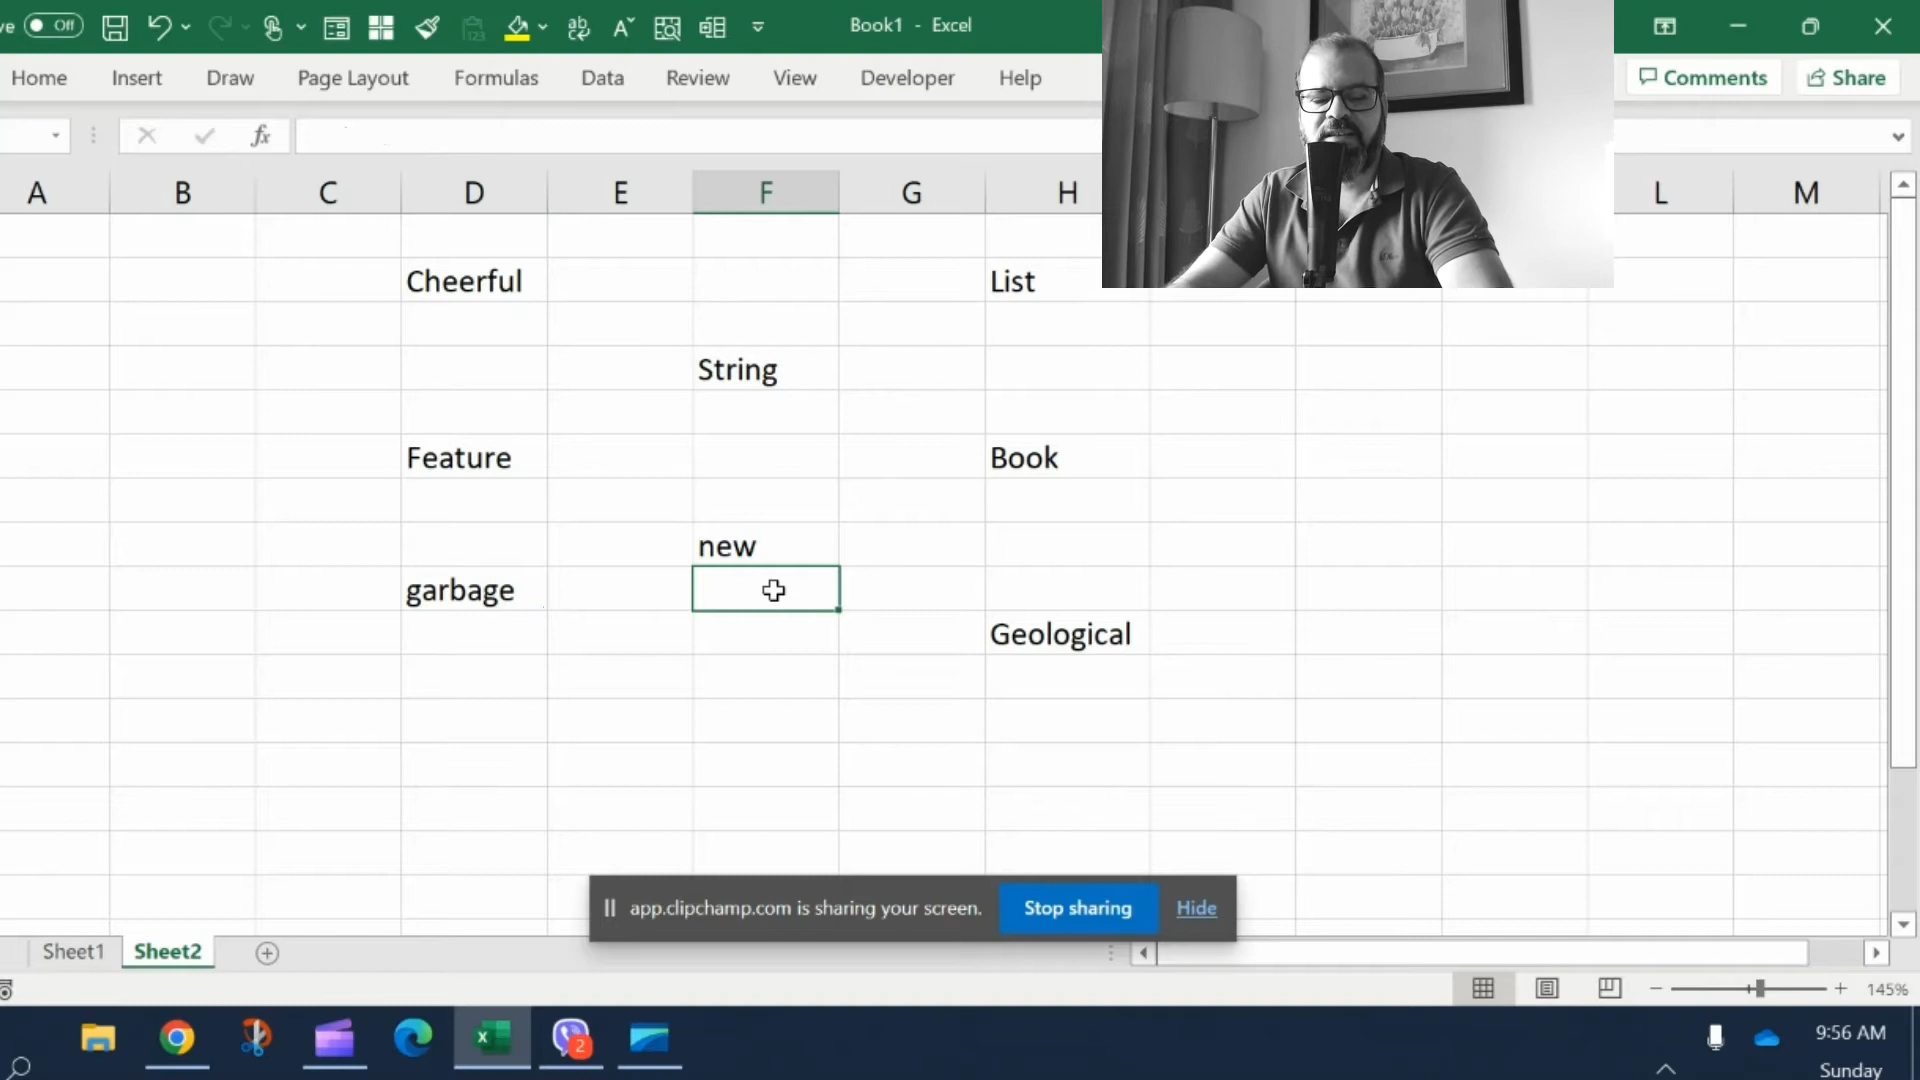 ve Off Book1 - Excel
Home Insert Draw Page Layout Formulas Data Review View Developer Help Comments Share
fx
A B C D E F G H L M
Cheerful List
String
Feature Book
new
garbage
Geological
app.clipchamp.com is sharing your screen. Stop sharing Hide
Sheet1 Sheet2
145%
2
9:56 AM
Sunday